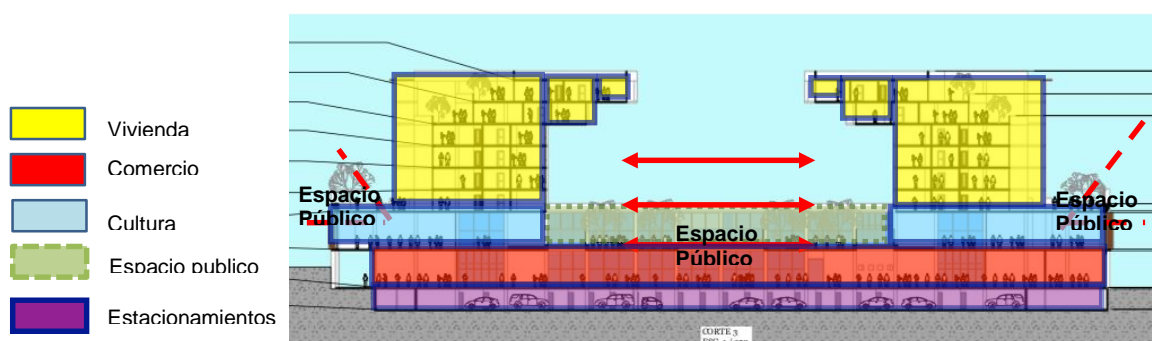 Vivienda
Comercio
Cultura
Espacio publico
Estacionamientos
Espacio
Público
Espacio
Público
Espacio
Público
CORTE 3